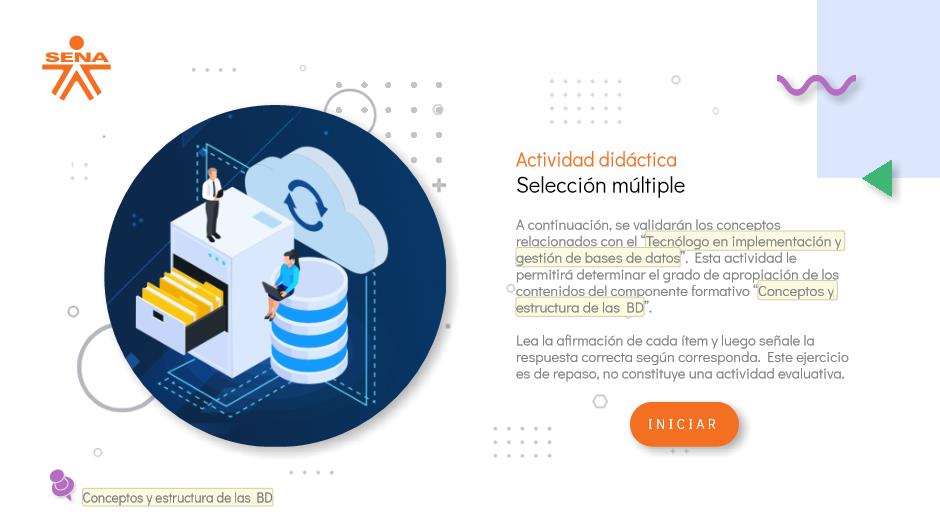 SENA
Actividad didáctica
Selección múltiple
A continuación, se validarán los conceptos
relacionados con el “Tecnólogo en implementación y
gestión de bases de datos”. Esta actividad le
permitirá determinar el grado de apropiación de los
contenidos del componente formativo “Conceptos y
estructura de las BD”.
Lea la afirmación de cada ítem y luego señale la
respuesta correcta según corresponda. Este ejercicio
es de repaso, no constituye una actividad evaluativa.
INICIAR
Conceptos y estructura de las BD